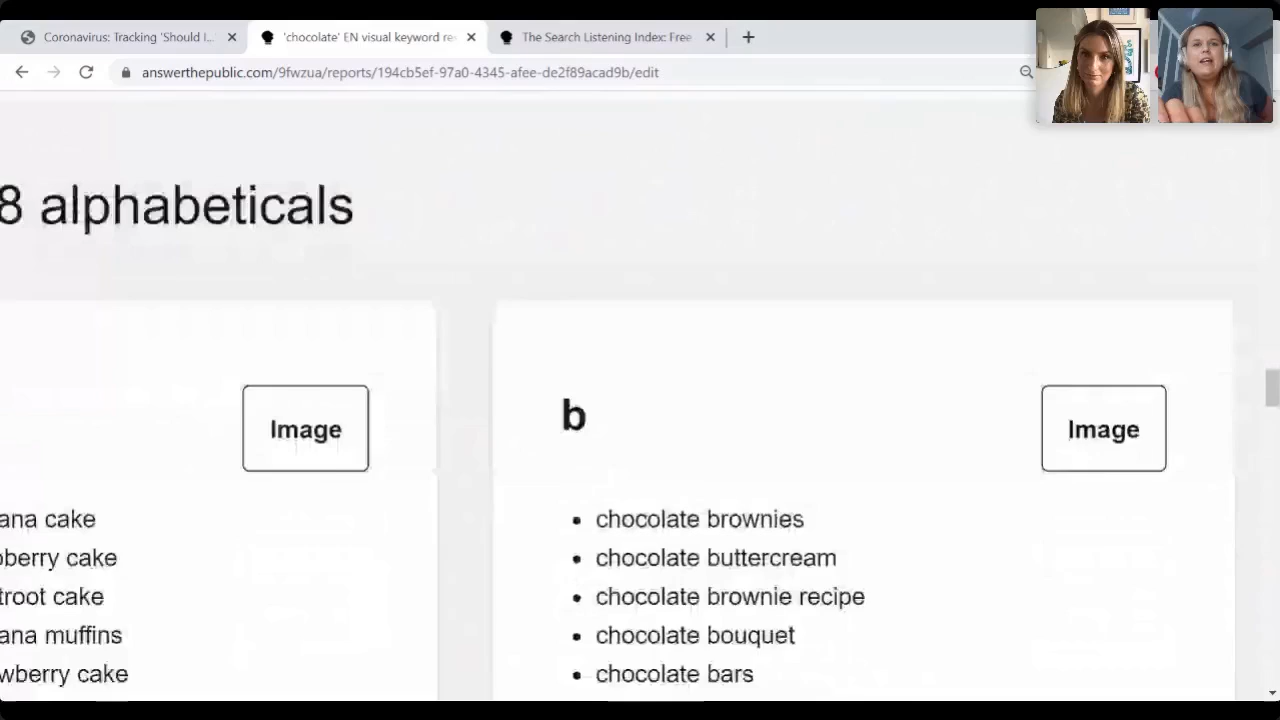 Coronavirus: Tracking 'Should I...
'chocolate' EN visual keyword re
The Search Listening Index: Free
answerthepublic.com/9fwzua/reports/194cb5ef-97a0-4345-afee-de2f89acad9b/edit
8 alphabeticals
Image
ana cake
berry cake
troot cake
ana muffins
wberry cake
b
Image
• chocolate brownies
• chocolate buttercream
• chocolate brownie recipe
• chocolate bouquet
• chocolate bars